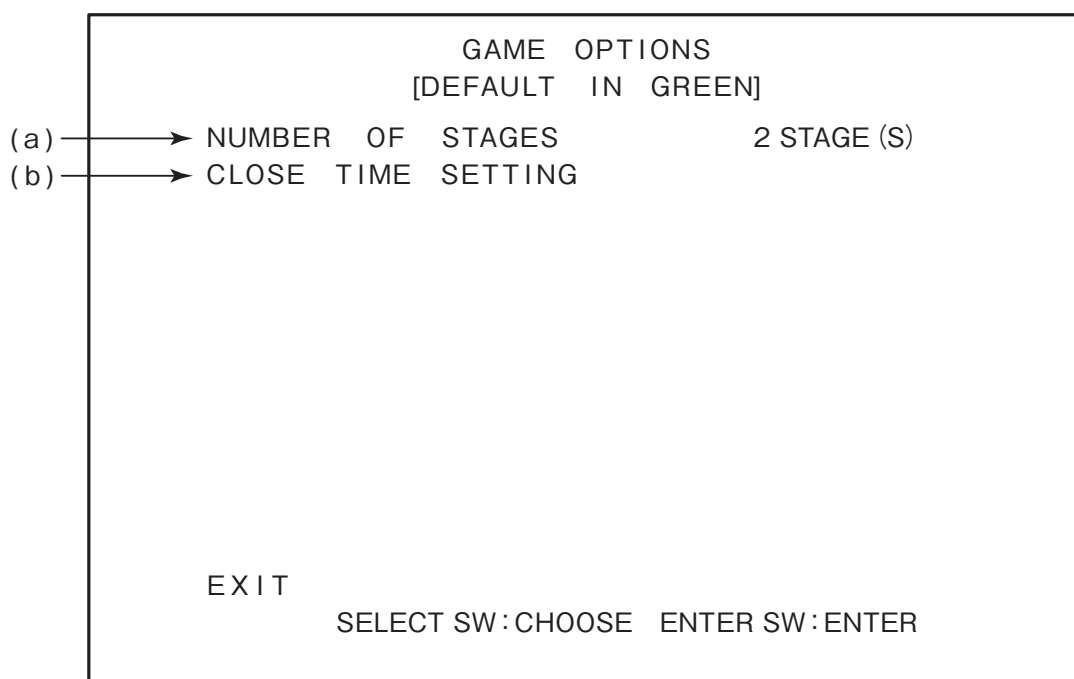 GAME OPTIONS
[DEFAULT IN GREEN]
(a) NUMBER OF STAGES 2 STAGE (S)
(b) CLOSE TIME SETTING
EXIT
SELECT SW : CHOOSE ENTER SW : ENTER